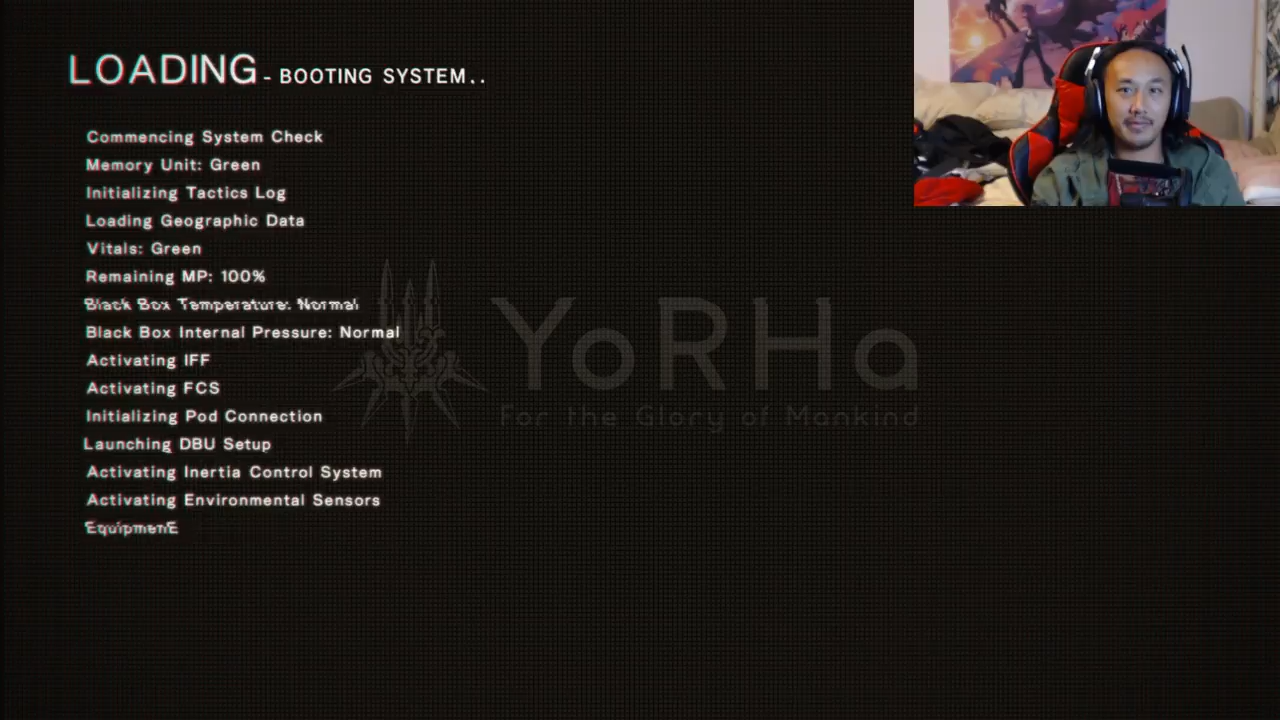 LOADING - BOOTING SYSTEM..
Commencing System Check
Memory Unit: Green
Initializing Tactics Log
Loading Geographic Data
Vitals: Green
Remaining MP: 100%
Black Box Temperature: Normal
Black Box Internal Pressure: Normal
Activating IFF
Activating FCS
Initializing Pod Connection
Launching DBU Setup
Activating Inertia Control System
Activating Environmental Sensors
EquipmenE
YoRHa
For the Glory of Mankind